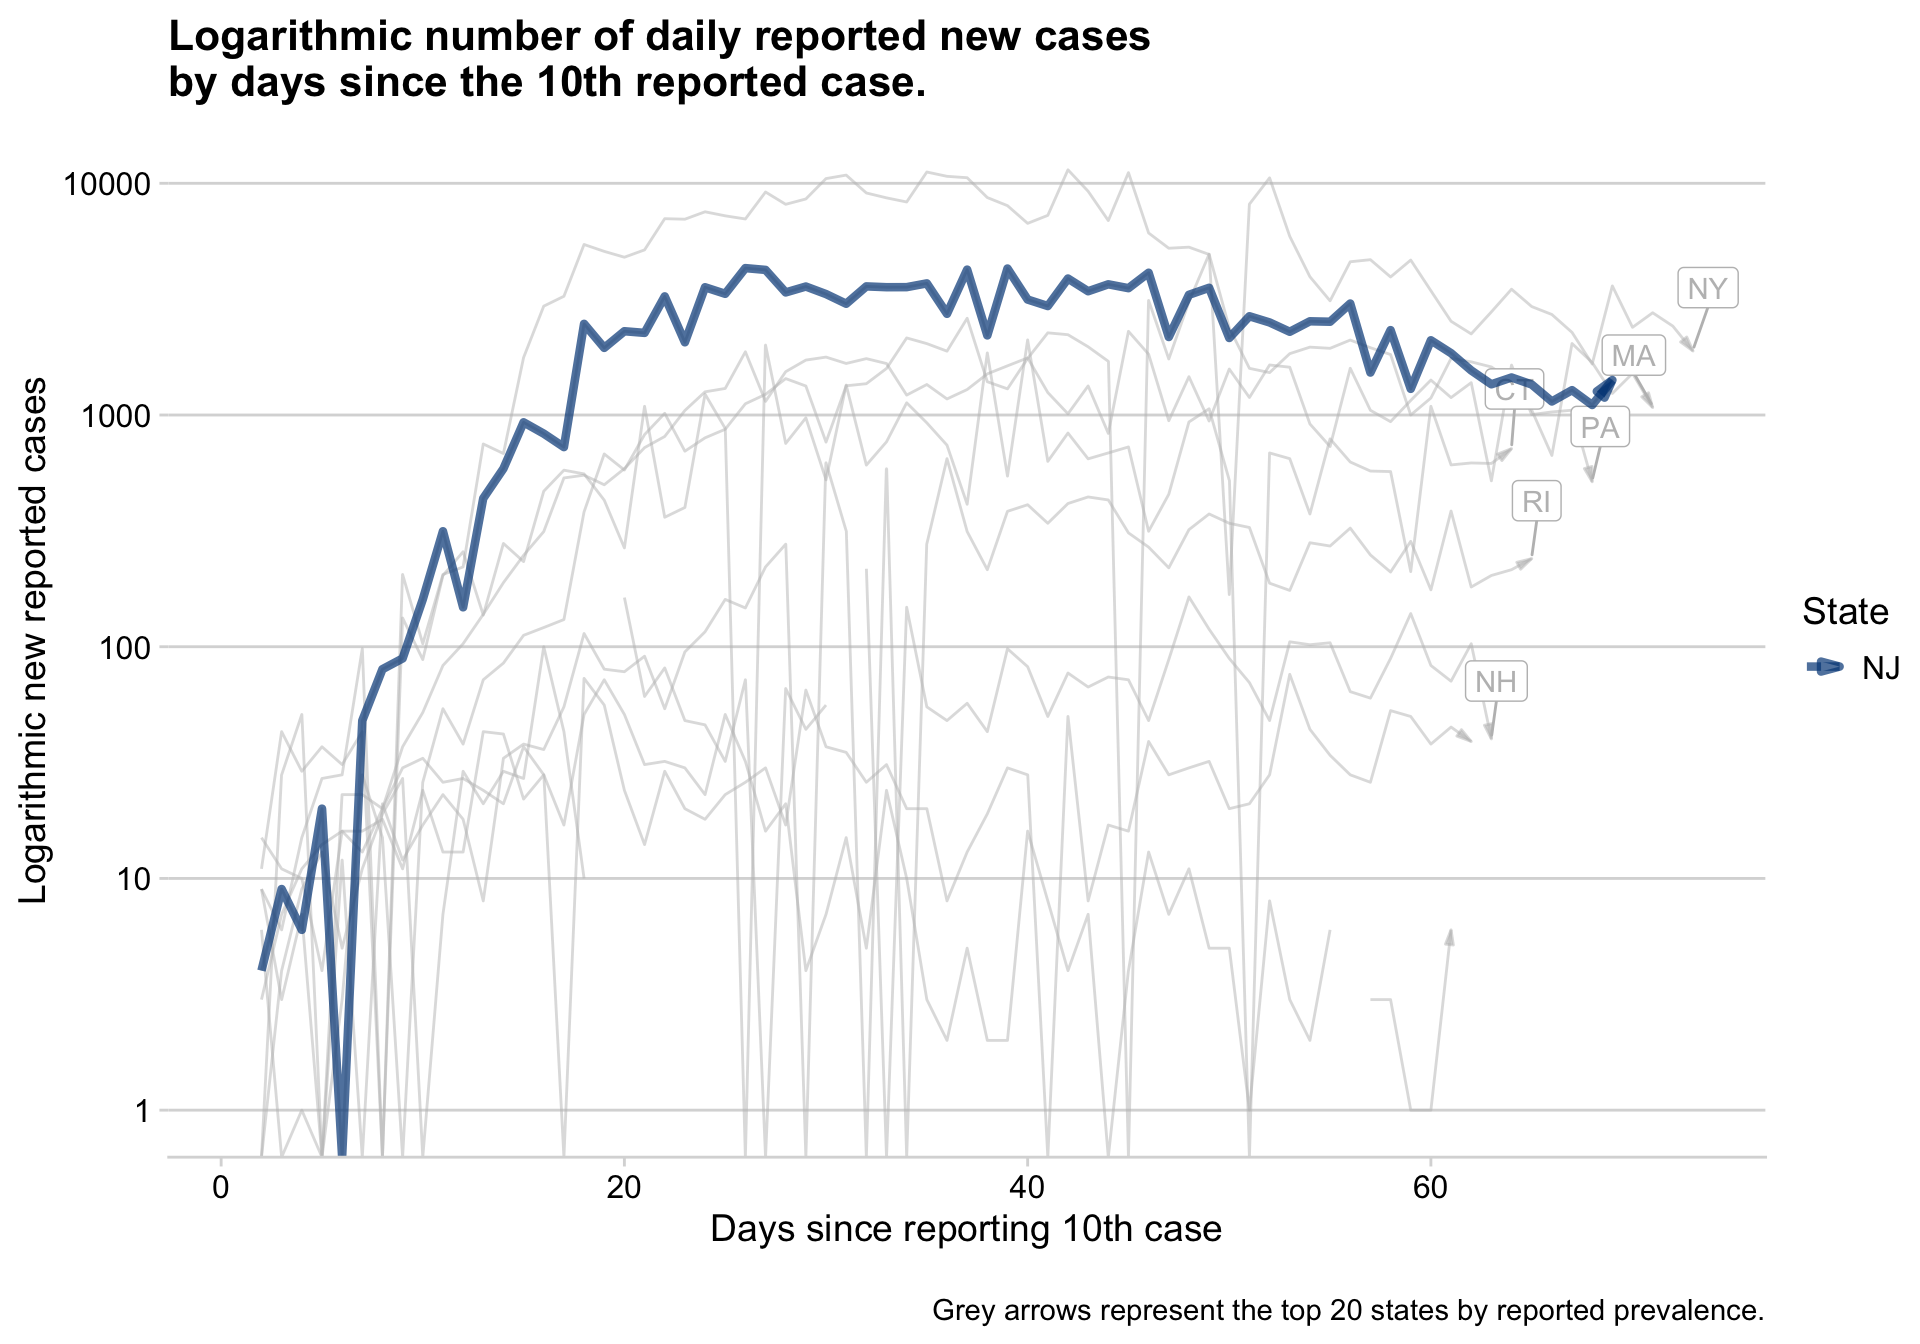 Logarithmic number of daily reported new cases
by days since the 10th reported case.
Logarithmic new reported cases
10000
1000
100
10
1
NY
MA
CT
PA
RI
NH
State
NJ
0
20
40
60
Days since reporting 10th case
Grey arrows represent the top 20 states by reported prevalence.